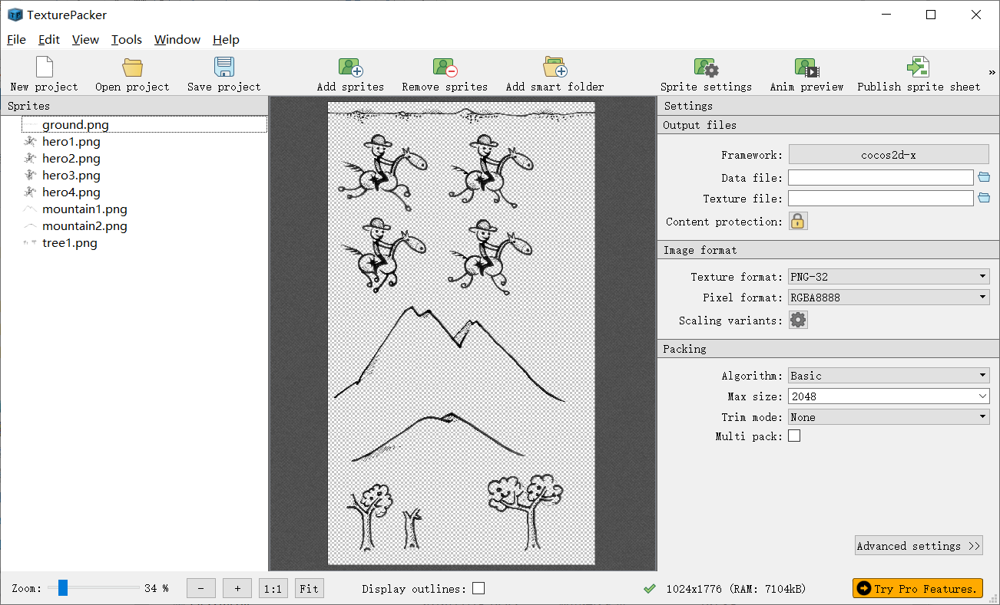 TexturePacker
File Edit View Tools Window Help
New project Open project Save project Add sprites Remove sprites Add smart folder Sprite settings Anim preview Publish sprite sheet »
Sprites
ground.png
hero1.png
hero2.png
hero3.png
hero4.png
mountain1.png
mountain2.png
tree1.png
Settings
Output files
Framework: cocos2d-x
Data file:
Texture file:
Content protection:
Image format
Texture format: PNG-32
Pixel format: RGBA8888
Scaling variants:
Packing
Algorithm: Basic
Max size: 2048
Trim mode: None
Multi pack:
Advanced settings >>
Zoom: 34 % - + 1:1 Fit Display outlines: 1024x1776 (RAM: 7104kB) Try Pro Features.